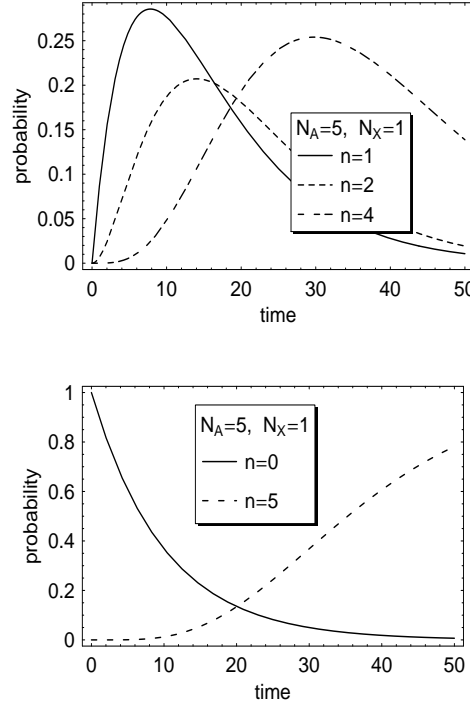 0.25
0.2
0.15
0.1
0.05
0
probability
N_A=5, N_X=1
n=1
n=2
n=4
0 10 20 30 40 50
time
1
0.8
0.6
0.4
0.2
0
probability
N_A=5, N_X=1
n=0
n=5
0 10 20 30 40 50
time